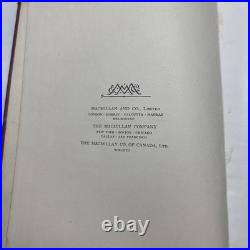 MACMILLAN AND CO., LIMITED
LONDON · BOMBAY · CALCUTTA · MADRAS
MELBOURNE
THE MACMILLAN COMPANY
NEW YORK · BOSTON · CHICAGO
DALLAS · SAN FRANCISCO
THE MACMILLAN CO. OF CANADA, LTD.
TORONTO